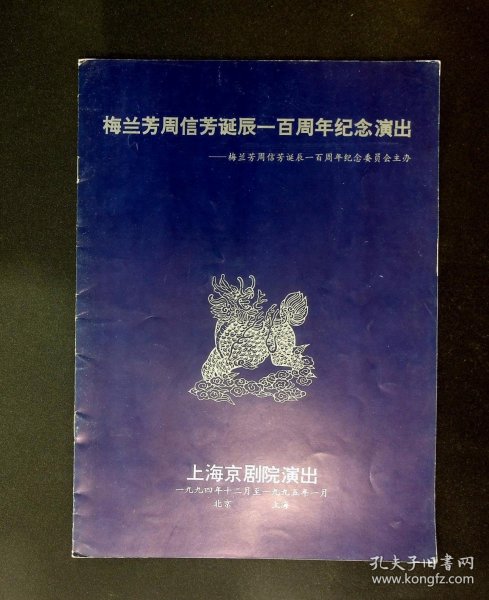 梅兰芳周信芳诞辰一百周年纪念演出
——梅兰芳周信芳诞辰一百周年纪念委员会主办
上海京剧院演出
一九九四年十二月至一九九五年一月
北京 上海
孔夫子旧书网
www.kongfz.com